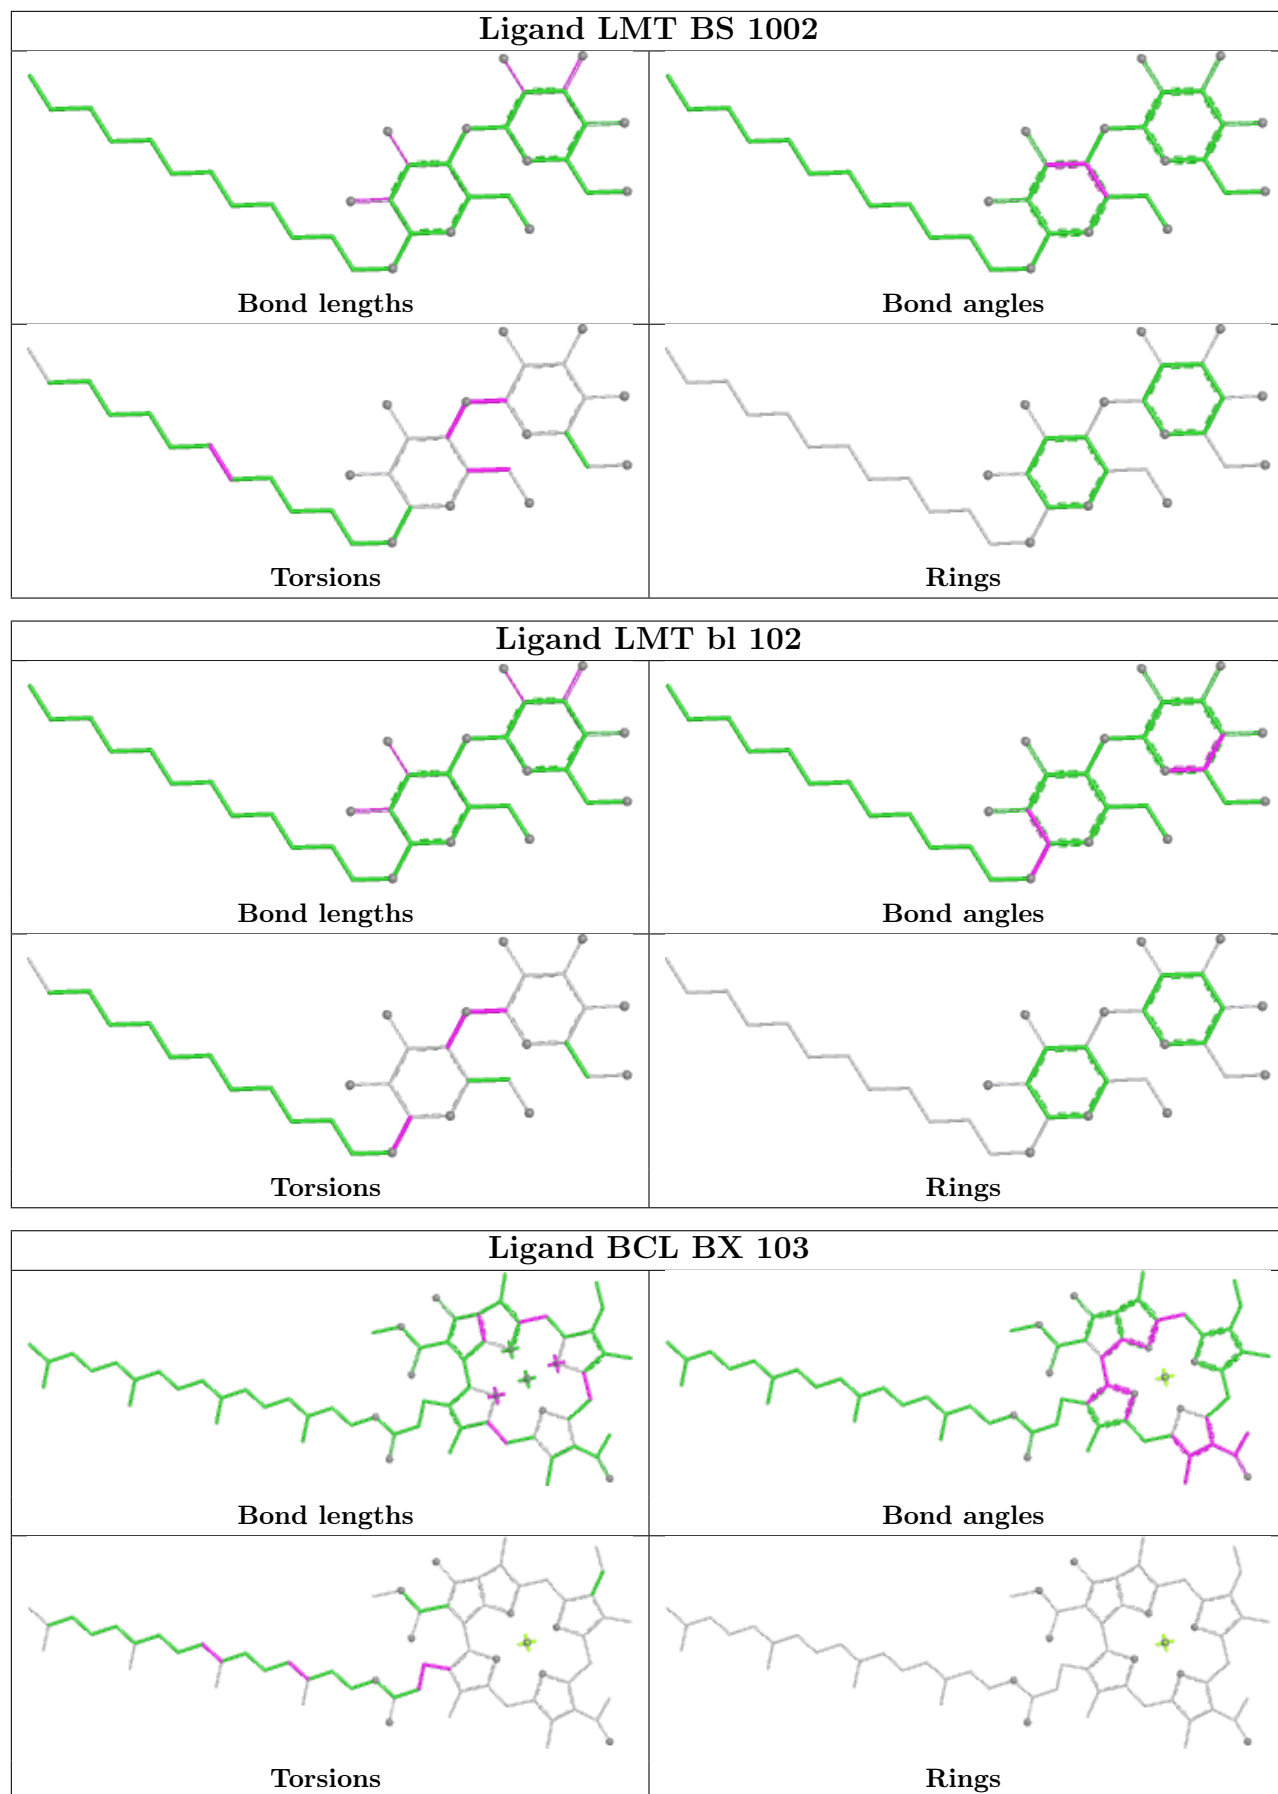 Ligand LMT BS 1002
Bond lengths
Bond angles
Torsions
Rings
Ligand LMT bl 102
Bond lengths
Bond angles
Torsions
Rings
Ligand BCL BX 103
Bond lengths
Bond angles
Torsions
Rings